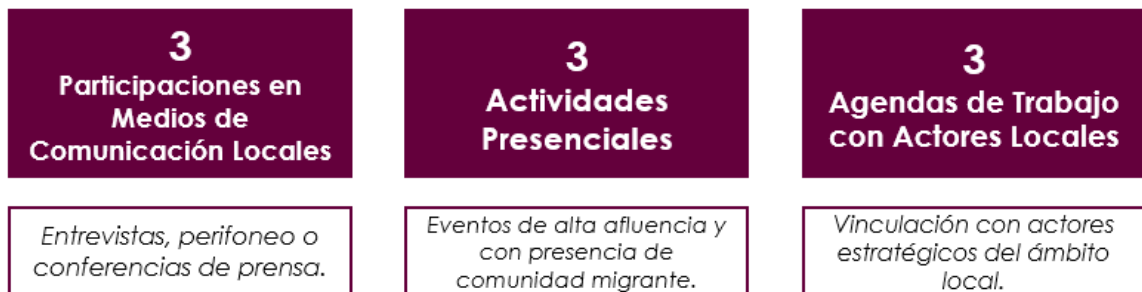 3
Participaciones en
Medios de
Comunicación Locales
Entrevistas, perifoneo o
conferencias de prensa.
3
Actividades
Presenciales
Eventos de alta afluencia y
con presencia de
comunidad migrante.
3
Agendas de Trabajo
con Actores Locales
Vinculación con actores
estratégicos del ámbito
local.